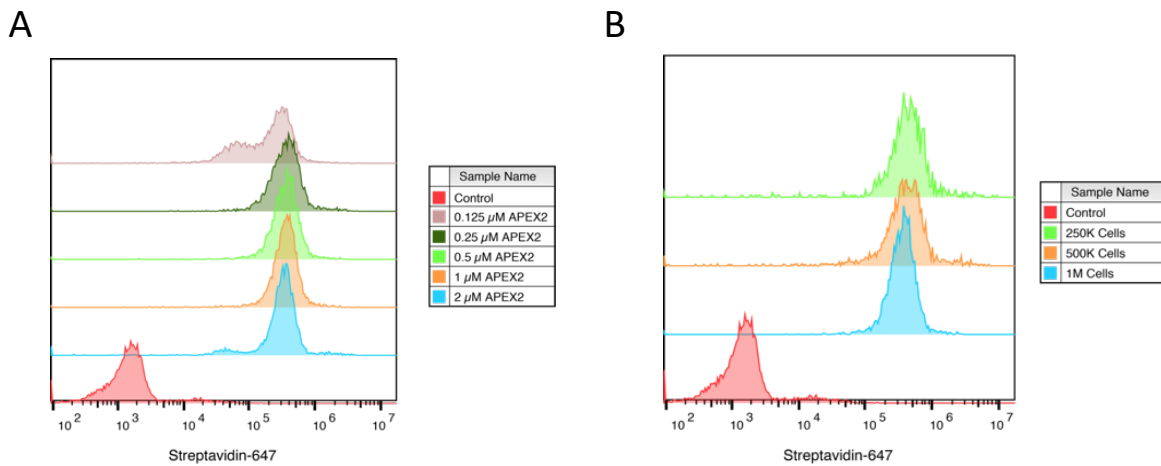 A
B
Sample Name
Control
0.125 µM APEX2
0.25 µM APEX2
0.5 µM APEX2
1 µM APEX2
2 µM APEX2
10 2 10 3 10 4 10 5 10 6 10 7
Streptavidin-647
Sample Name
Control
250K Cells
500K Cells
1M Cells
10 2 10 3 10 4 10 5 10 6 10 7
Streptavidin-647